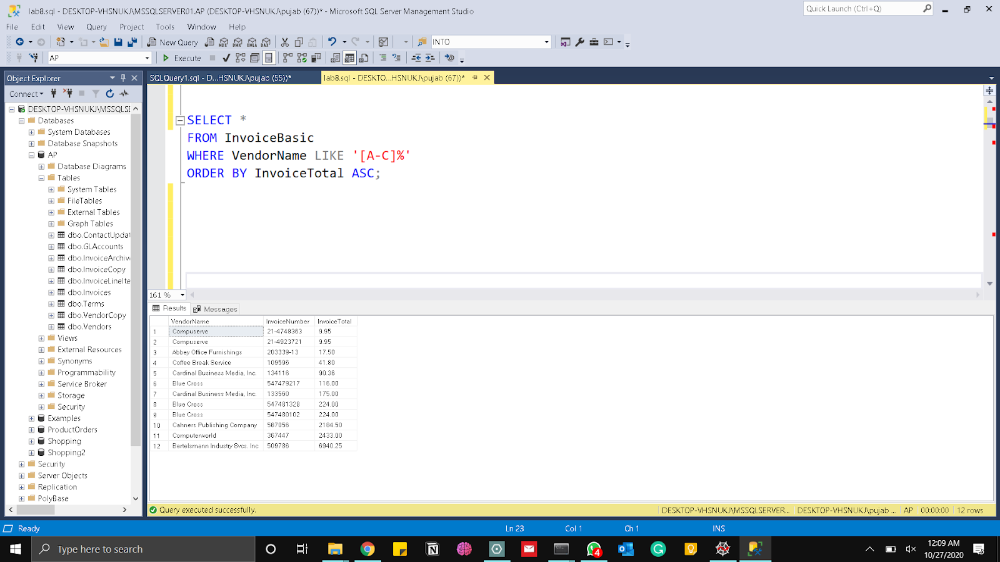 lab8.sql - DESKTOP-VHSNUKJ\MSSQLSERVER01.AP (DESKTOP-VHSNUKJ\pujab (67))* - Microsoft SQL Server Management Studio
Quick Launch (Ctrl+Q)
File Edit View Query Project Tools Window Help
New Query MDX DMX XMLA DAX INTO
AP Execute
Object Explorer
SQLQuery1.sql - D...HSNUKJ\pujab (55))* lab8.sql - DESKTO...HSNUKJ\pujab (67))*
Connect
DESKTOP-VHSNUKJ\MSSQLSE
Databases
System Databases
Database Snapshots
AP
Database Diagrams
Tables
System Tables
FileTables
External Tables
Graph Tables
dbo.ContactUpdat
dbo.GLAccounts
dbo.InvoiceArchiv
dbo.InvoiceCopy
dbo.InvoiceLineIte
dbo.Invoices
dbo.Terms
dbo.VendorCopy
dbo.Vendors
Views
External Resources
Synonyms
Programmability
Service Broker
Storage
Security
Examples
ProductOrders
Shopping
Shopping2
Security
Server Objects
Replication
PolyBase
SELECT *
FROM InvoiceBasic
WHERE VendorName LIKE '[A-C]%'
ORDER BY InvoiceTotal ASC;
161 %
Results Messages
VendorName InvoiceNumber InvoiceTotal
1 Compuserve 21-4748363 9.95
2 Compuserve 21-4923721 9.95
3 Abbey Office Furnishings 203339-13 17.50
4 Coffee Break Service 109596 41.80
5 Cardinal Business Media, Inc. 134116 90.36
6 Blue Cross 547479217 116.00
7 Cardinal Business Media, Inc. 133560 175.00
8 Blue Cross 547481328 224.00
9 Blue Cross 547480102 224.00
10 Cahners Publishing Company 587056 2184.50
11 Computerworld 367447 2433.00
12 Bertelsmann Industry Svcs. Inc 509786 6940.25
Query executed successfully. DESKTOP-VHSNUKJ\MSSQLSERVER... DESKTOP-VHSNUKJ\pujab ... AP 00:00:00 12 rows
Ready Ln 23 Col 1 Ch 1 INS
Type here to search
4
12:09 AM
10/27/2020